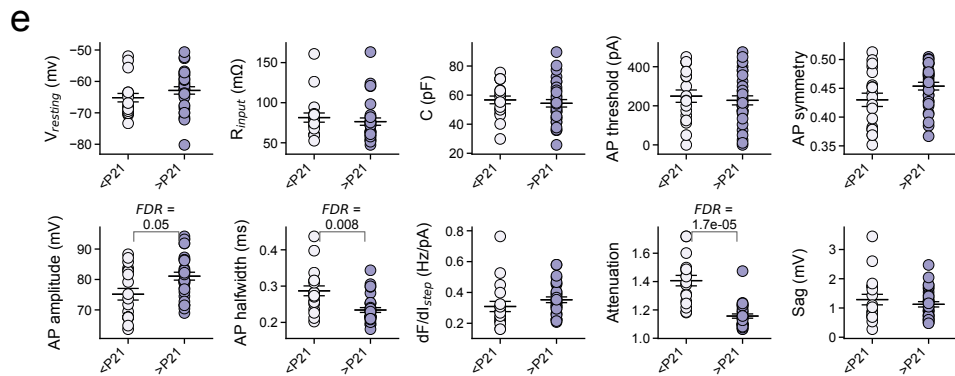 e
V_resting (mv)
−50
−60
−70
−80
<P21
>P21
R_input (mΩ)
150
100
50
<P21
>P21
C (pF)
100
80
60
40
20
<P21
>P21
AP threshold (pA)
400
200
0
<P21
>P21
AP symmetry
0.50
0.45
0.40
0.35
<P21
>P21
AP amplitude (mV)
FDR =
0.05
90
80
70
<P21
>P21
AP halfwidth (ms)
FDR =
0.008
0.4
0.3
0.2
<P21
>P21
dF/dI_step (Hz/pA)
0.8
0.6
0.4
0.2
<P21
>P21
Attenuation
FDR =
1.7e-05
1.6
1.4
1.2
1.0
<P21
>P21
Sag (mV)
3
2
1
0
<P21
>P21